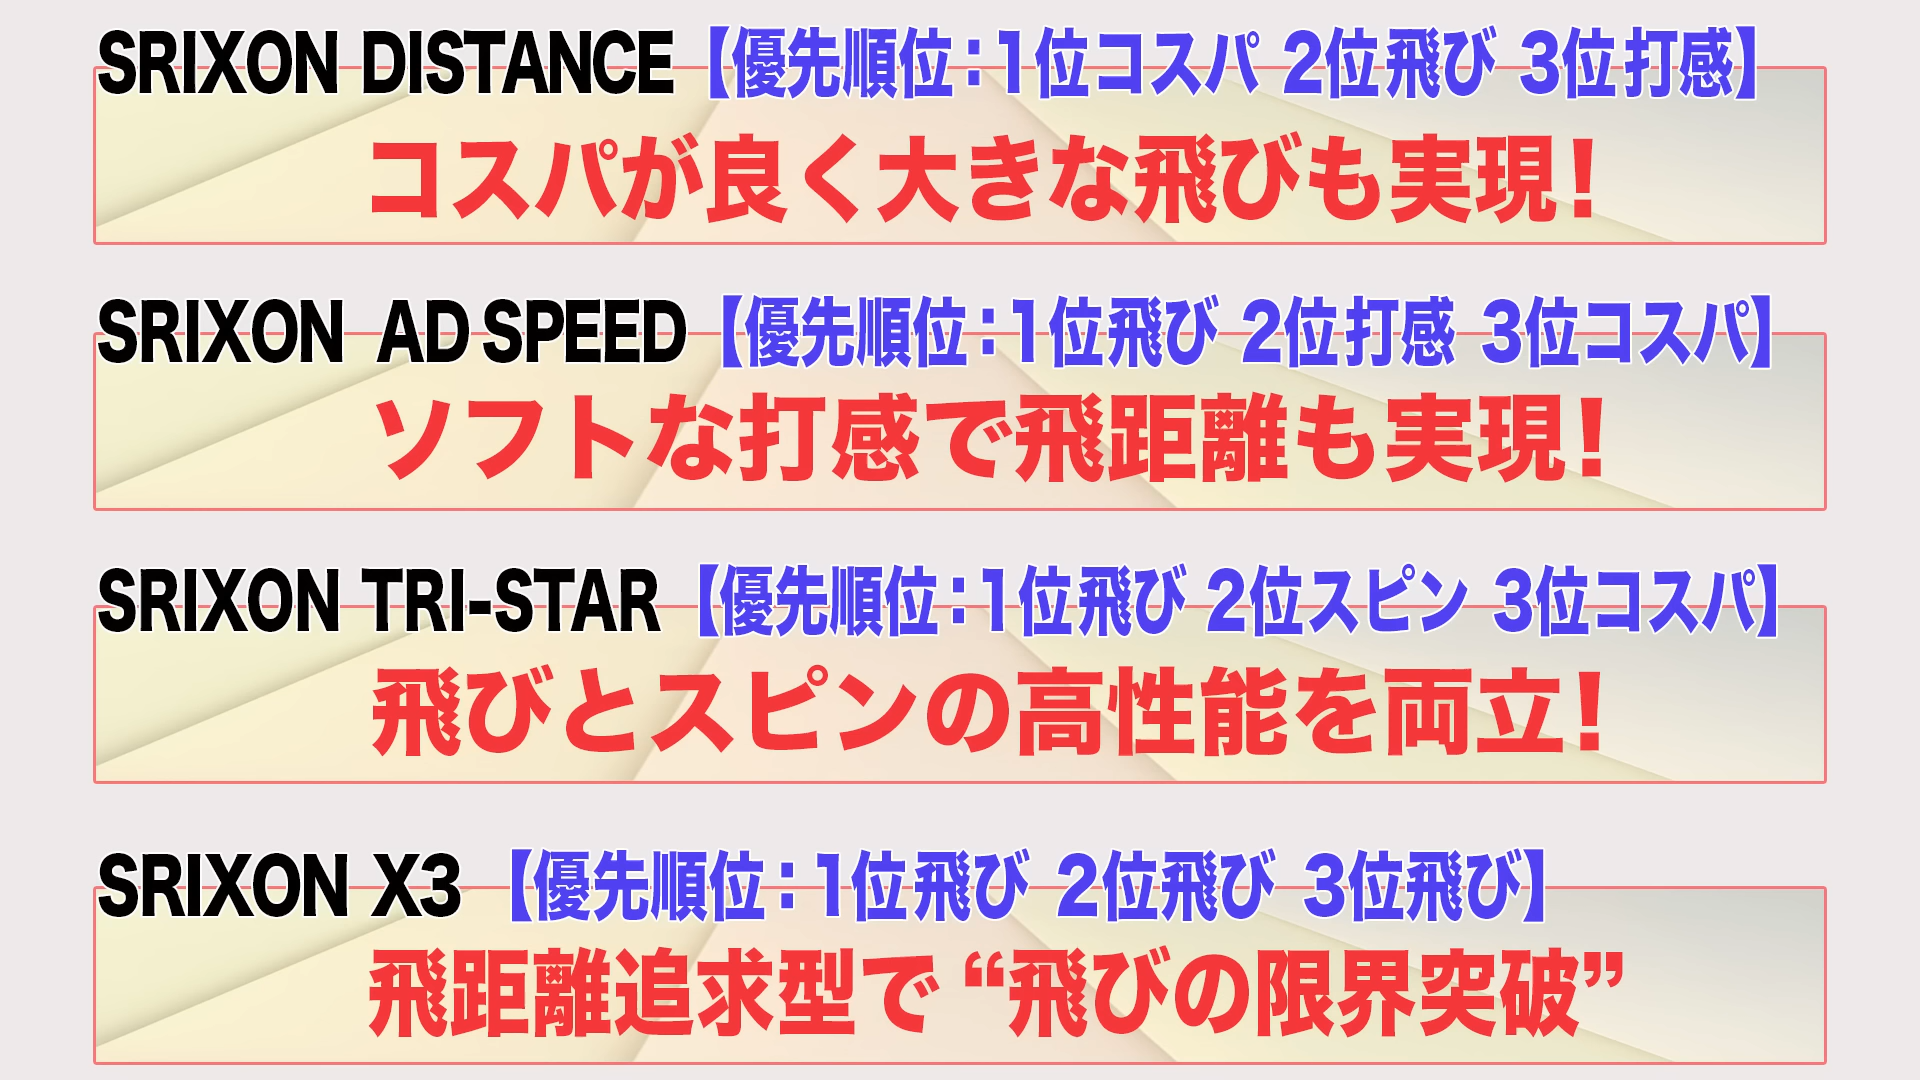 SRIXON DISTANCE【優先順位：1位コスパ 2位飛び 3位打感】
コスパが良く大きな飛びも実現！
SRIXON AD SPEED【優先順位：1位飛び 2位打感 3位コスパ】
ソフトな打感で飛距離も実現！
SRIXON TRI-STAR【優先順位：1位飛び 2位スピン 3位コスパ】
飛びとスピンの高性能を両立！
SRIXON X3【優先順位：1位飛び 2位飛び 3位飛び】
飛距離追求型で“飛びの限界突破”